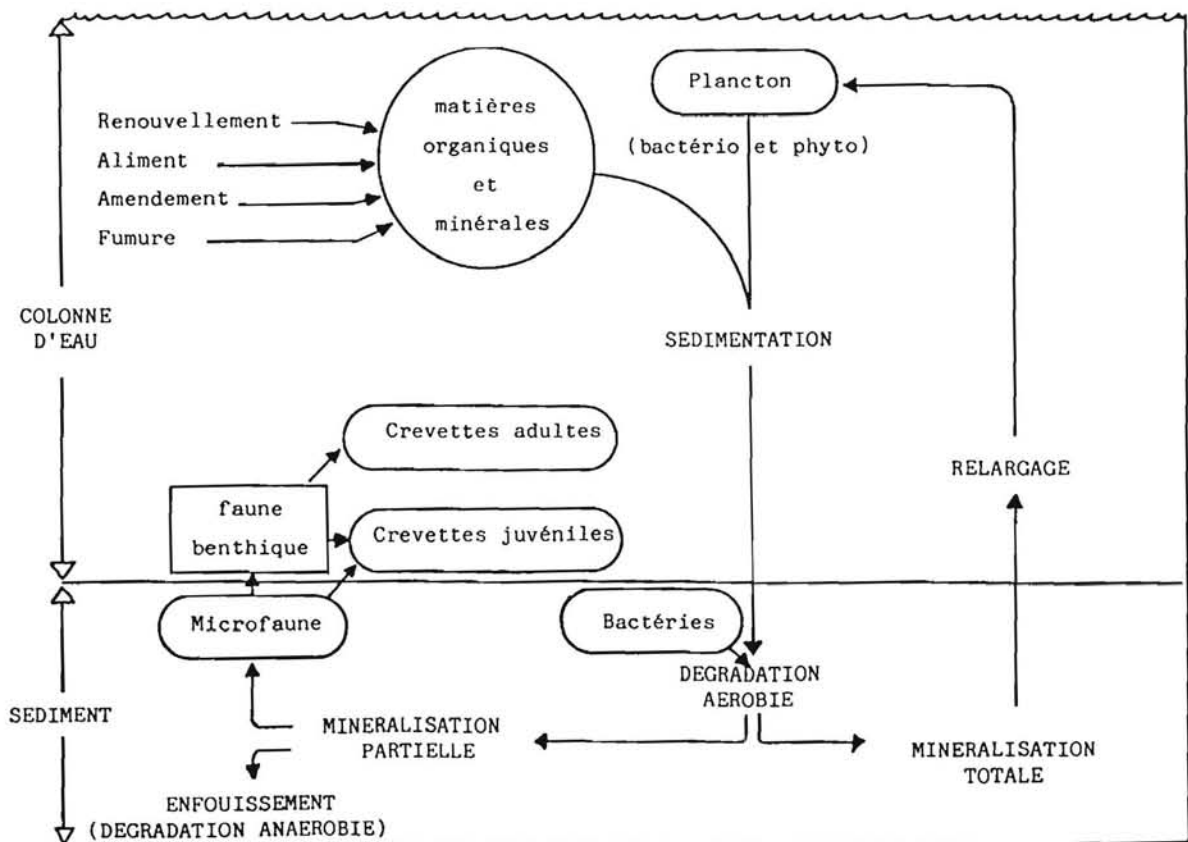 Plancton
matières
organiques
et
minérales
Renouvellement
Aliment
Amendement
Fumure
(bactério et phyto)
COLONNE
D'EAU
SEDIMENTATION
Crevettes adultes
RELARGAGE
faune
benthique
Crevettes juvéniles
Microfaune
Bactéries
DEGRADATION
AEROBIE
SEDIMENT
MINERALISATION
PARTIELLE
MINERALISATION
TOTALE
ENFOUISSEMENT
(DEGRADATION ANAEROBIE)